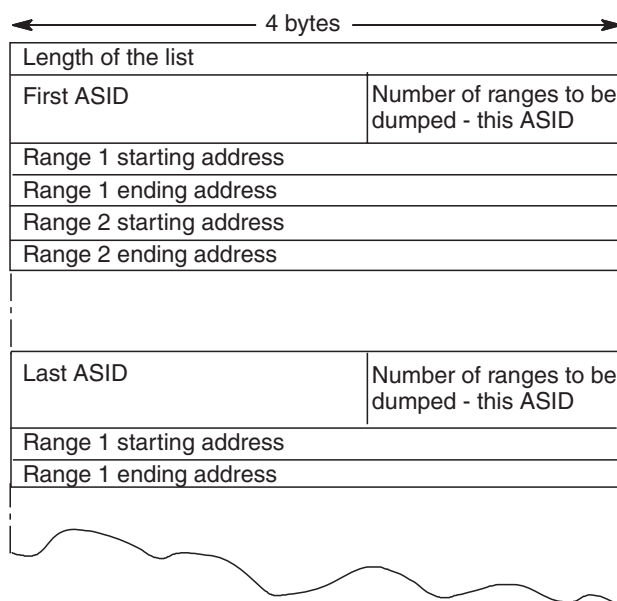 4 bytes
Length of the list
First ASID
Number of ranges to be
dumped - this ASID
Range 1 starting address
Range 1 ending address
Range 2 starting address
Range 2 ending address
Last ASID
Number of ranges to be
dumped - this ASID
Range 1 starting address
Range 1 ending address